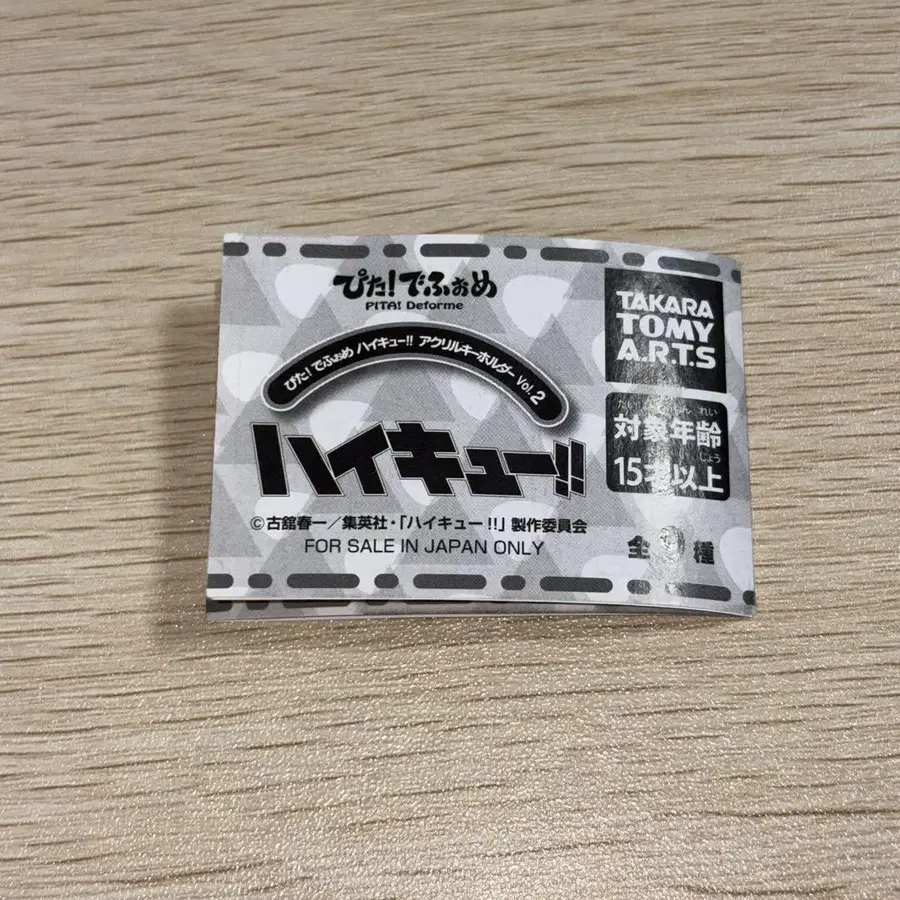 ぴた!でふぉめ
PITA! Deforme
ぴた!でふぉめ ハイキュー!! アクリルキーホルダー Vol.2
ハイキュー!!
©古舘春一/集英社・「ハイキュー!!」製作委員会
FOR SALE IN JAPAN ONLY
TAKARA
TOMY
A.R.T.S
対象年齢
15才以上
全 種